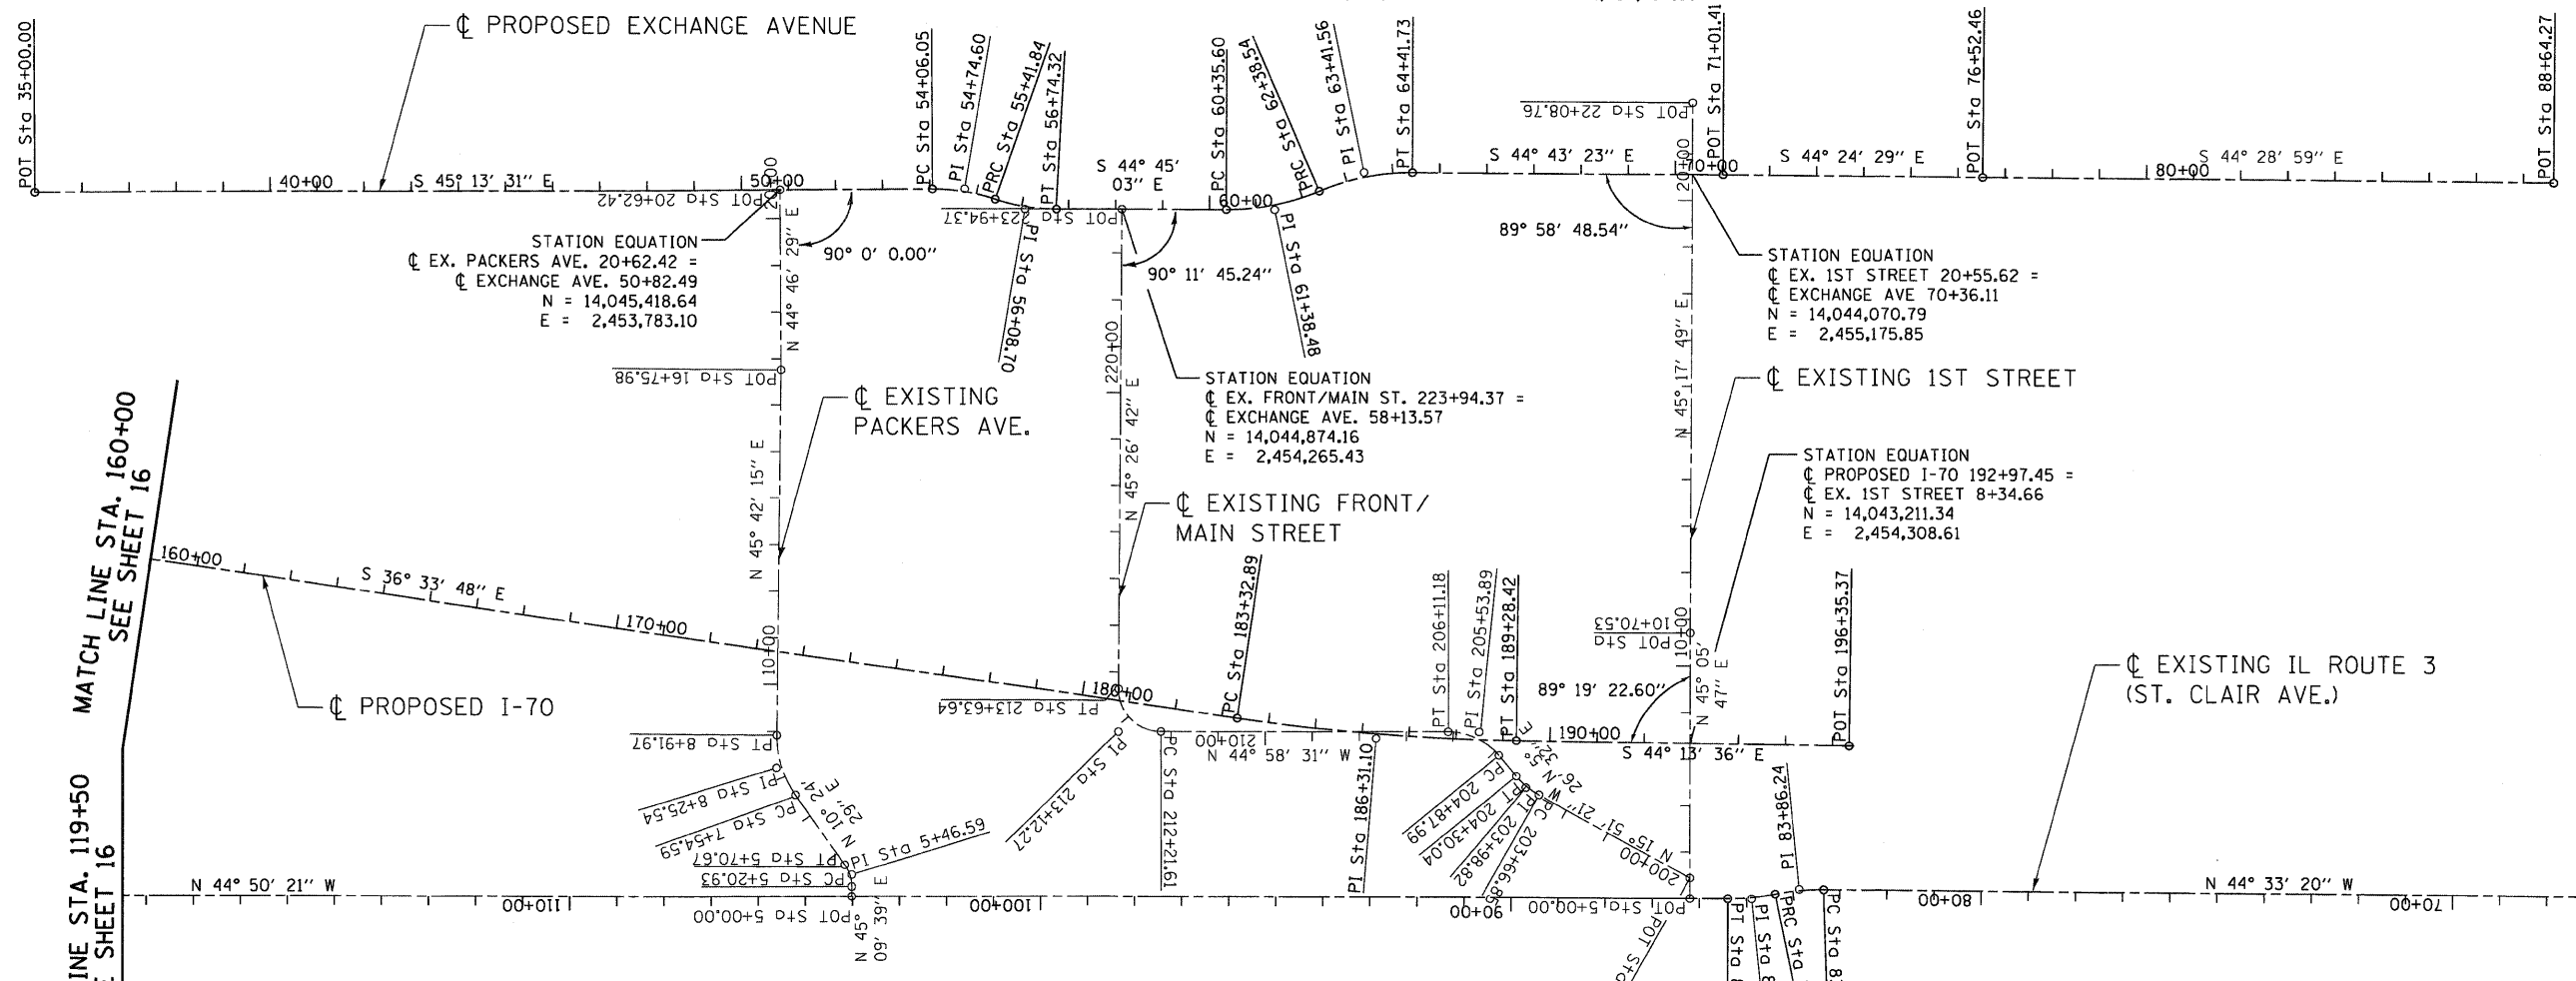 ℄ PROPOSED EXCHANGE AVENUE
POT Sta 35+00.00
40+00
S 45° 13' 31" E
50+00
PC Sta 54+06.05
PI Sta 54+74.60
PRC Sta 55+41.84
PT Sta 56+74.32
S 44° 45'
03" E
PC Sta 60+35.60
PRC Sta 62+38.54
PI Sta 63+41.56
PT Sta 64+41.73
S 44° 43' 23" E
POT Sta 22+08.76
70+00
POT Sta 71+01.41
S 44° 24' 29" E
POT Sta 76+52.46
80+00
S 44° 28' 59" E
POT Sta 88+64.27
POT Sta 20+62.42
20+00
N 44° 46' 29" E
90° 0' 0.00"
POT Sta 223+94.37
60+00
PI Sta 56+08.70
PI Sta 61+38.48
90° 11' 45.24"
89° 58' 48.54"
20+00
STATION EQUATION
℄ EX. PACKERS AVE. 20+62.42 =
℄ EXCHANGE AVE. 50+82.49
N = 14,045,418.64
E = 2,453,783.10
STATION EQUATION
℄ EX. 1ST STREET 20+55.62 =
℄ EXCHANGE AVE 70+36.11
N = 14,044,070.79
E = 2,455,175.85
POT Sta 16+75.98
220+00
N 45° 26' 42" E
N 45° 17' 49" E
STATION EQUATION
℄ EX. FRONT/MAIN ST. 223+94.37 =
℄ EXCHANGE AVE. 58+13.57
N = 14,044,874.16
E = 2,454,265.43
℄ EXISTING
PACKERS AVE.
℄ EXISTING 1ST STREET
N 45° 42' 15" E
STATION EQUATION
℄ PROPOSED I-70 192+97.45 =
℄ EX. 1ST STREET 8+34.66
N = 14,043,211.34
E = 2,454,308.61
℄ EXISTING FRONT/
MAIN STREET
MATCH LINE STA. 160+00
SEE SHEET 16
160+00
S 36° 33' 48" E
170+00
10+00
180+00
PC Sta 183+32.89
PT Sta 206+11.18
PI Sta 205+53.89
PT Sta 189+28.42
POT Sta
10+70.53
10+00
POT Sta 196+35.37
℄ PROPOSED I-70
℄ EXISTING IL ROUTE 3
(ST. CLAIR AVE.)
PT Sta 213+63.64
89° 19' 22.60"
N 45° 05'
47" E
190+00
S 44° 13' 36" E
PT Sta 8+91.97
PI Sta 8+25.54
PC Sta 7+54.59
N 10° 24'
29" E
PI Sta 5+46.59
PT Sta 5+70.67
PC Sta 5+20.93
POT Sta 5+00.00
N 45°
09' 39" E
PI Sta 213+12.27
PC Sta 212+21.61
210+00
N 44° 58' 31" W
PI Sta 186+31.10
PC 204+87.99
PT 204+30.04
PT 203+98.82
PC 203+66.85
N 5° 32'
26" W
N 15° 51' 21"
200+00
PI 83+86.24
INE STA. 119+50
SHEET 16
N 44° 50' 21" W
110+00
100+00
90+00
POT Sta 5+00.00
80+00
N 44° 33' 20" W
70+00
POT Sta
PT Sta 8
PI Sta 8
PRC Sta
PC Sta 8